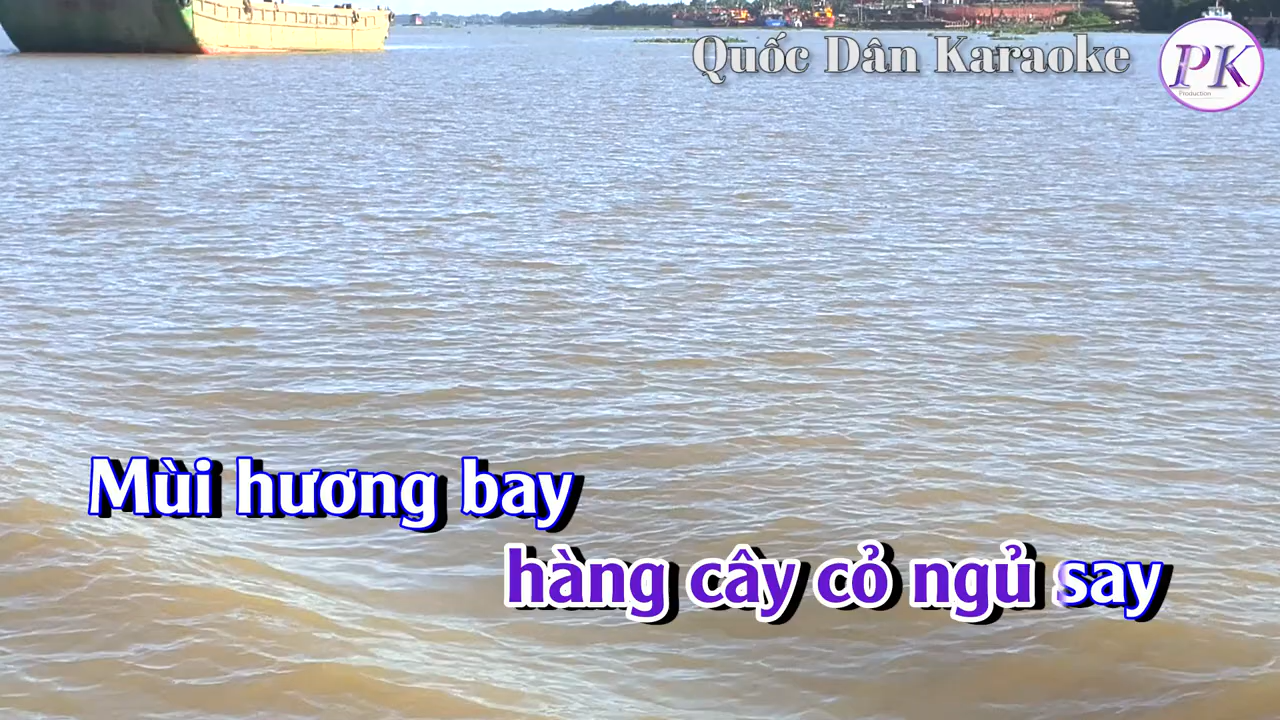 Quốc Dân Karaoke
PK
Production
Mùi hương bay
hàng cây cỏ ngủ say